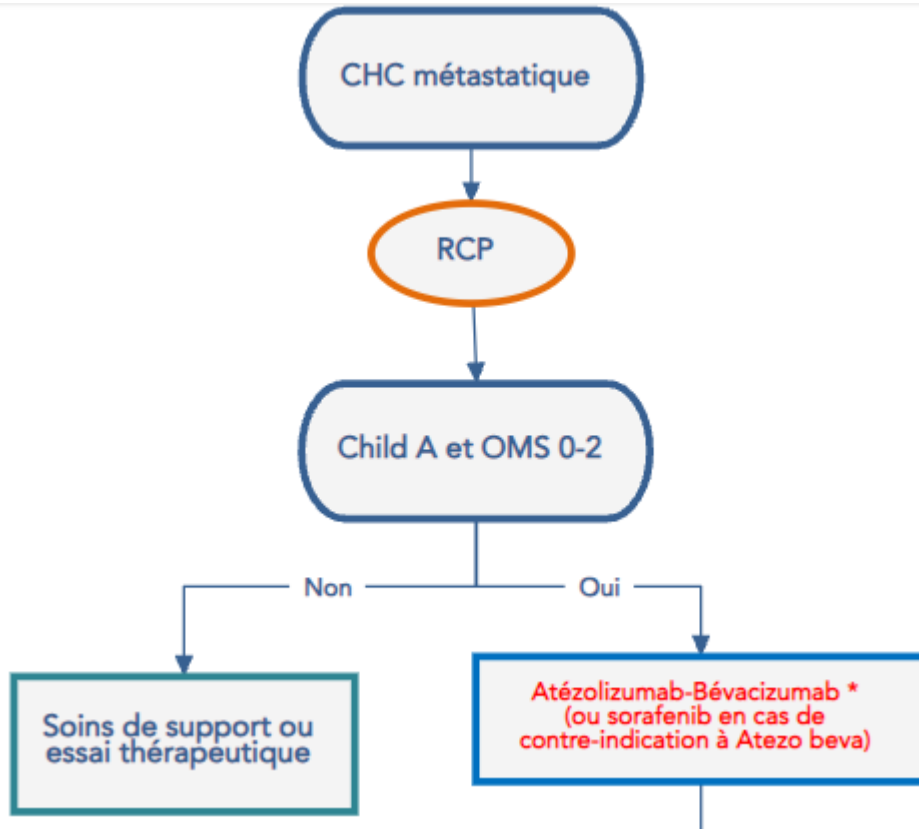 CHC métastatique
RCP
Child A et OMS 0-2
Non
Oui
Soins de support ou
essai thérapeutique
Atézolizumab-Bévacizumab *
(ou sorafenib en cas de
contre-indication à Atezo beva)